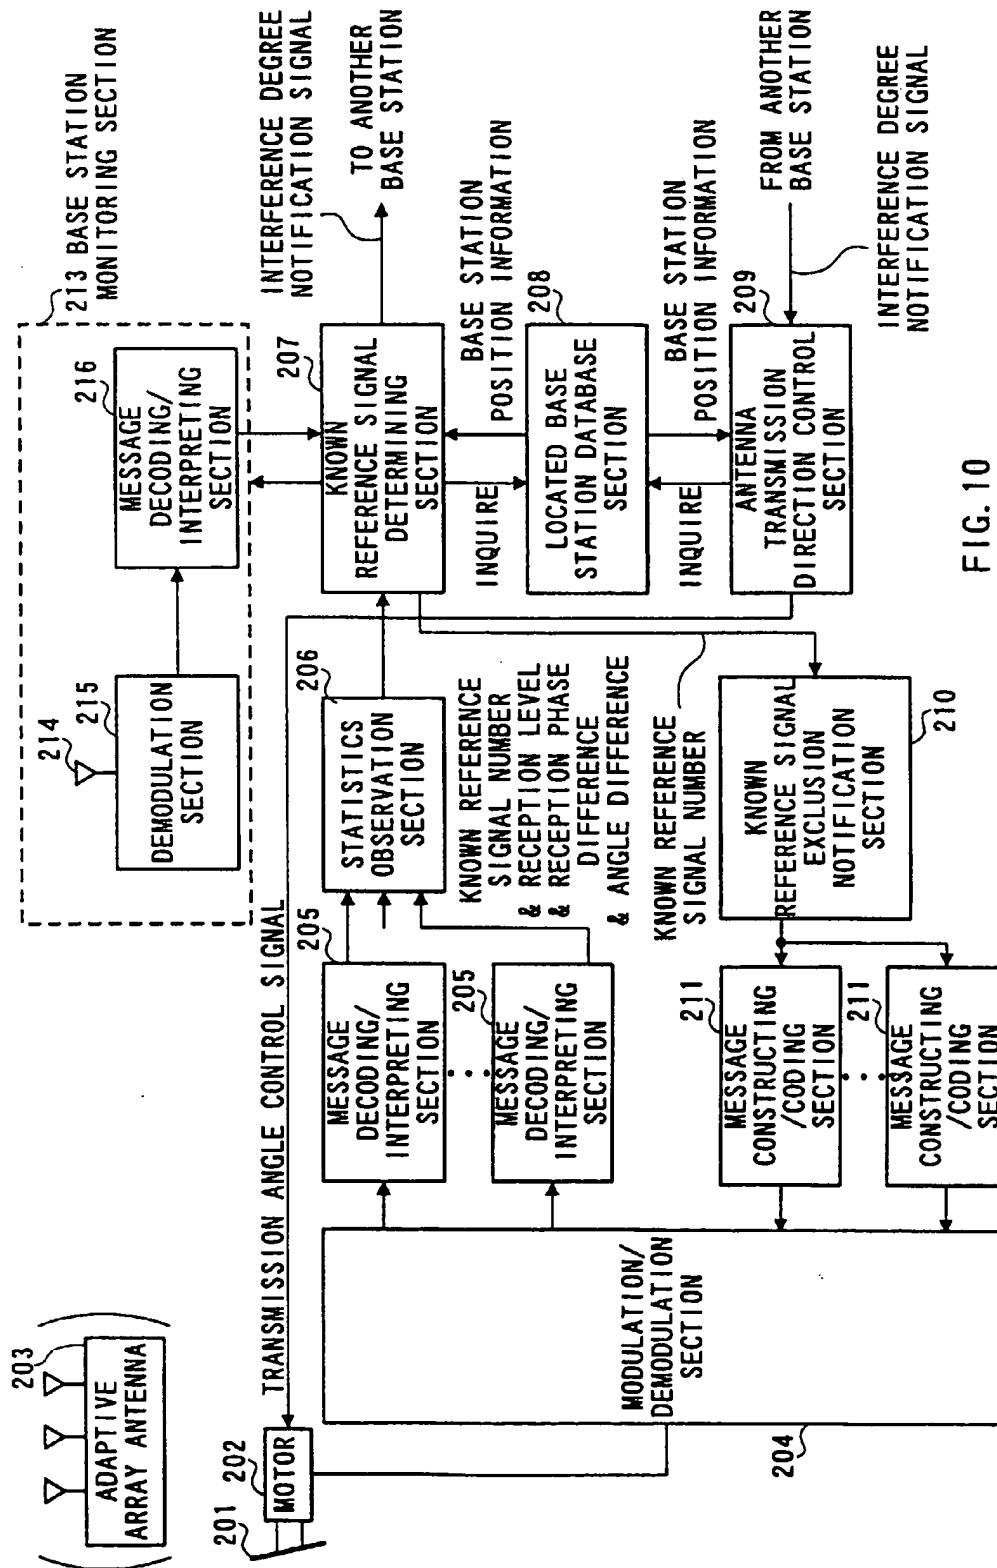 213 BASE STATION
MONITORING SECTION
214
215
DEMODULATION
SECTION
216
MESSAGE
DECODING/
INTERPRETING
SECTION
203
ADAPTIVE
ARRAY ANTENNA
201
202
MOTOR
TRANSMISSION ANGLE CONTROL SIGNAL
205
MESSAGE
DECODING/
INTERPRETING
SECTION
205
MESSAGE
DECODING/
INTERPRETING
SECTION
206
STATISTICS
OBSERVATION
SECTION
KNOWN REFERENCE
SIGNAL NUMBER
& RECEPTION LEVEL
& RECEPTION PHASE
DIFFERENCE
& ANGLE DIFFERENCE
207
KNOWN
REFERENCE SIGNAL
DETERMINING
SECTION
INTERFERENCE DEGREE
NOTIFICATION SIGNAL
TO ANOTHER
BASE STATION
INQUIRE
BASE STATION
POSITION INFORMATION
208
LOCATED BASE
STATION DATABASE
SECTION
INQUIRE
BASE STATION
POSITION INFORMATION
209
ANTENNA
TRANSMISSION
DIRECTION CONTROL
SECTION
FROM ANOTHER
BASE STATION
INTERFERENCE DEGREE
NOTIFICATION SIGNAL
KNOWN REFERENCE
SIGNAL NUMBER
KNOWN
REFERENCE SIGNAL
EXCLUSION
NOTIFICATION
SECTION
210
211
MESSAGE
CONSTRUCTING
/CODING
SECTION
211
MESSAGE
CONSTRUCTING
/CODING
SECTION
MODULATION/
DEMODULATION
SECTION
204
FIG. 10